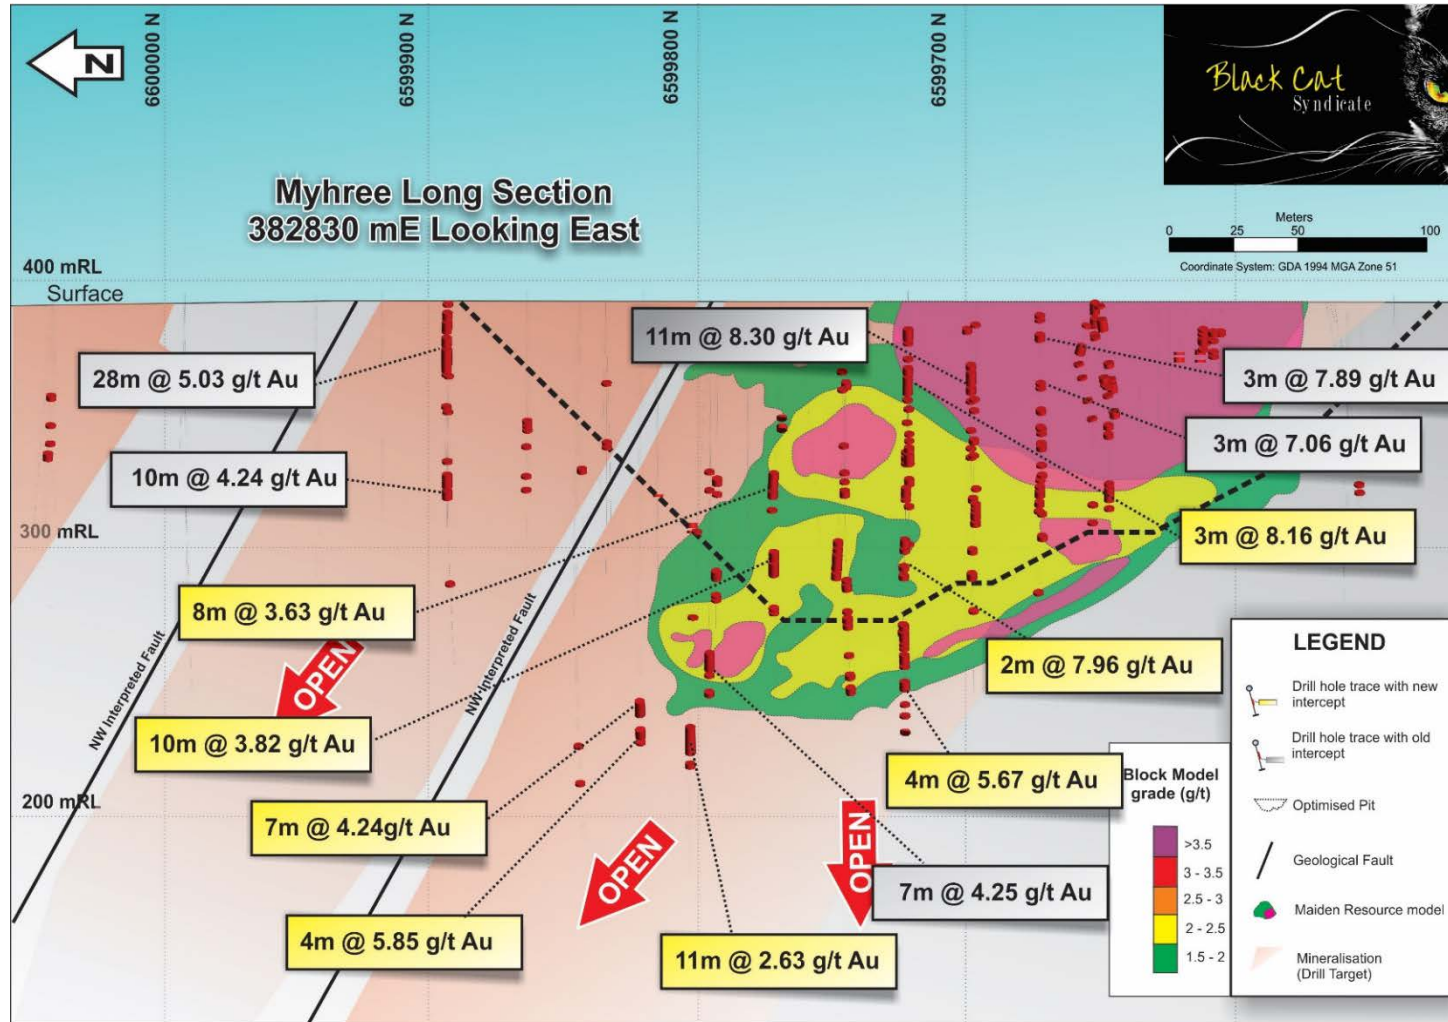 N
6600000 N
6599900 N
6599800 N
6599700 N
Black Cat
Syndicate
Myhree Long Section
382830 mE Looking East
Meters
0 25 50 100
Coordinate System: GDA 1994 MGA Zone 51
400 mRL
Surface
11m @ 8.30 g/t Au
28m @ 5.03 g/t Au
3m @ 7.89 g/t Au
3m @ 7.06 g/t Au
10m @ 4.24 g/t Au
300 mRL
3m @ 8.16 g/t Au
8m @ 3.63 g/t Au
NW Interpreted Fault
NW-Interpreted Fault
OPEN
2m @ 7.96 g/t Au
10m @ 3.82 g/t Au
4m @ 5.67 g/t Au
200 mRL
7m @ 4.24g/t Au
OPEN
OPEN
7m @ 4.25 g/t Au
4m @ 5.85 g/t Au
11m @ 2.63 g/t Au
Block Model
grade (g/t)
>3.5
3 - 3.5
2.5 - 3
2 - 2.5
1.5 - 2
LEGEND
Drill hole trace with new
intercept
Drill hole trace with old
intercept
Optimised Pit
Geological Fault
Maiden Resource model
Mineralisation
(Drill Target)